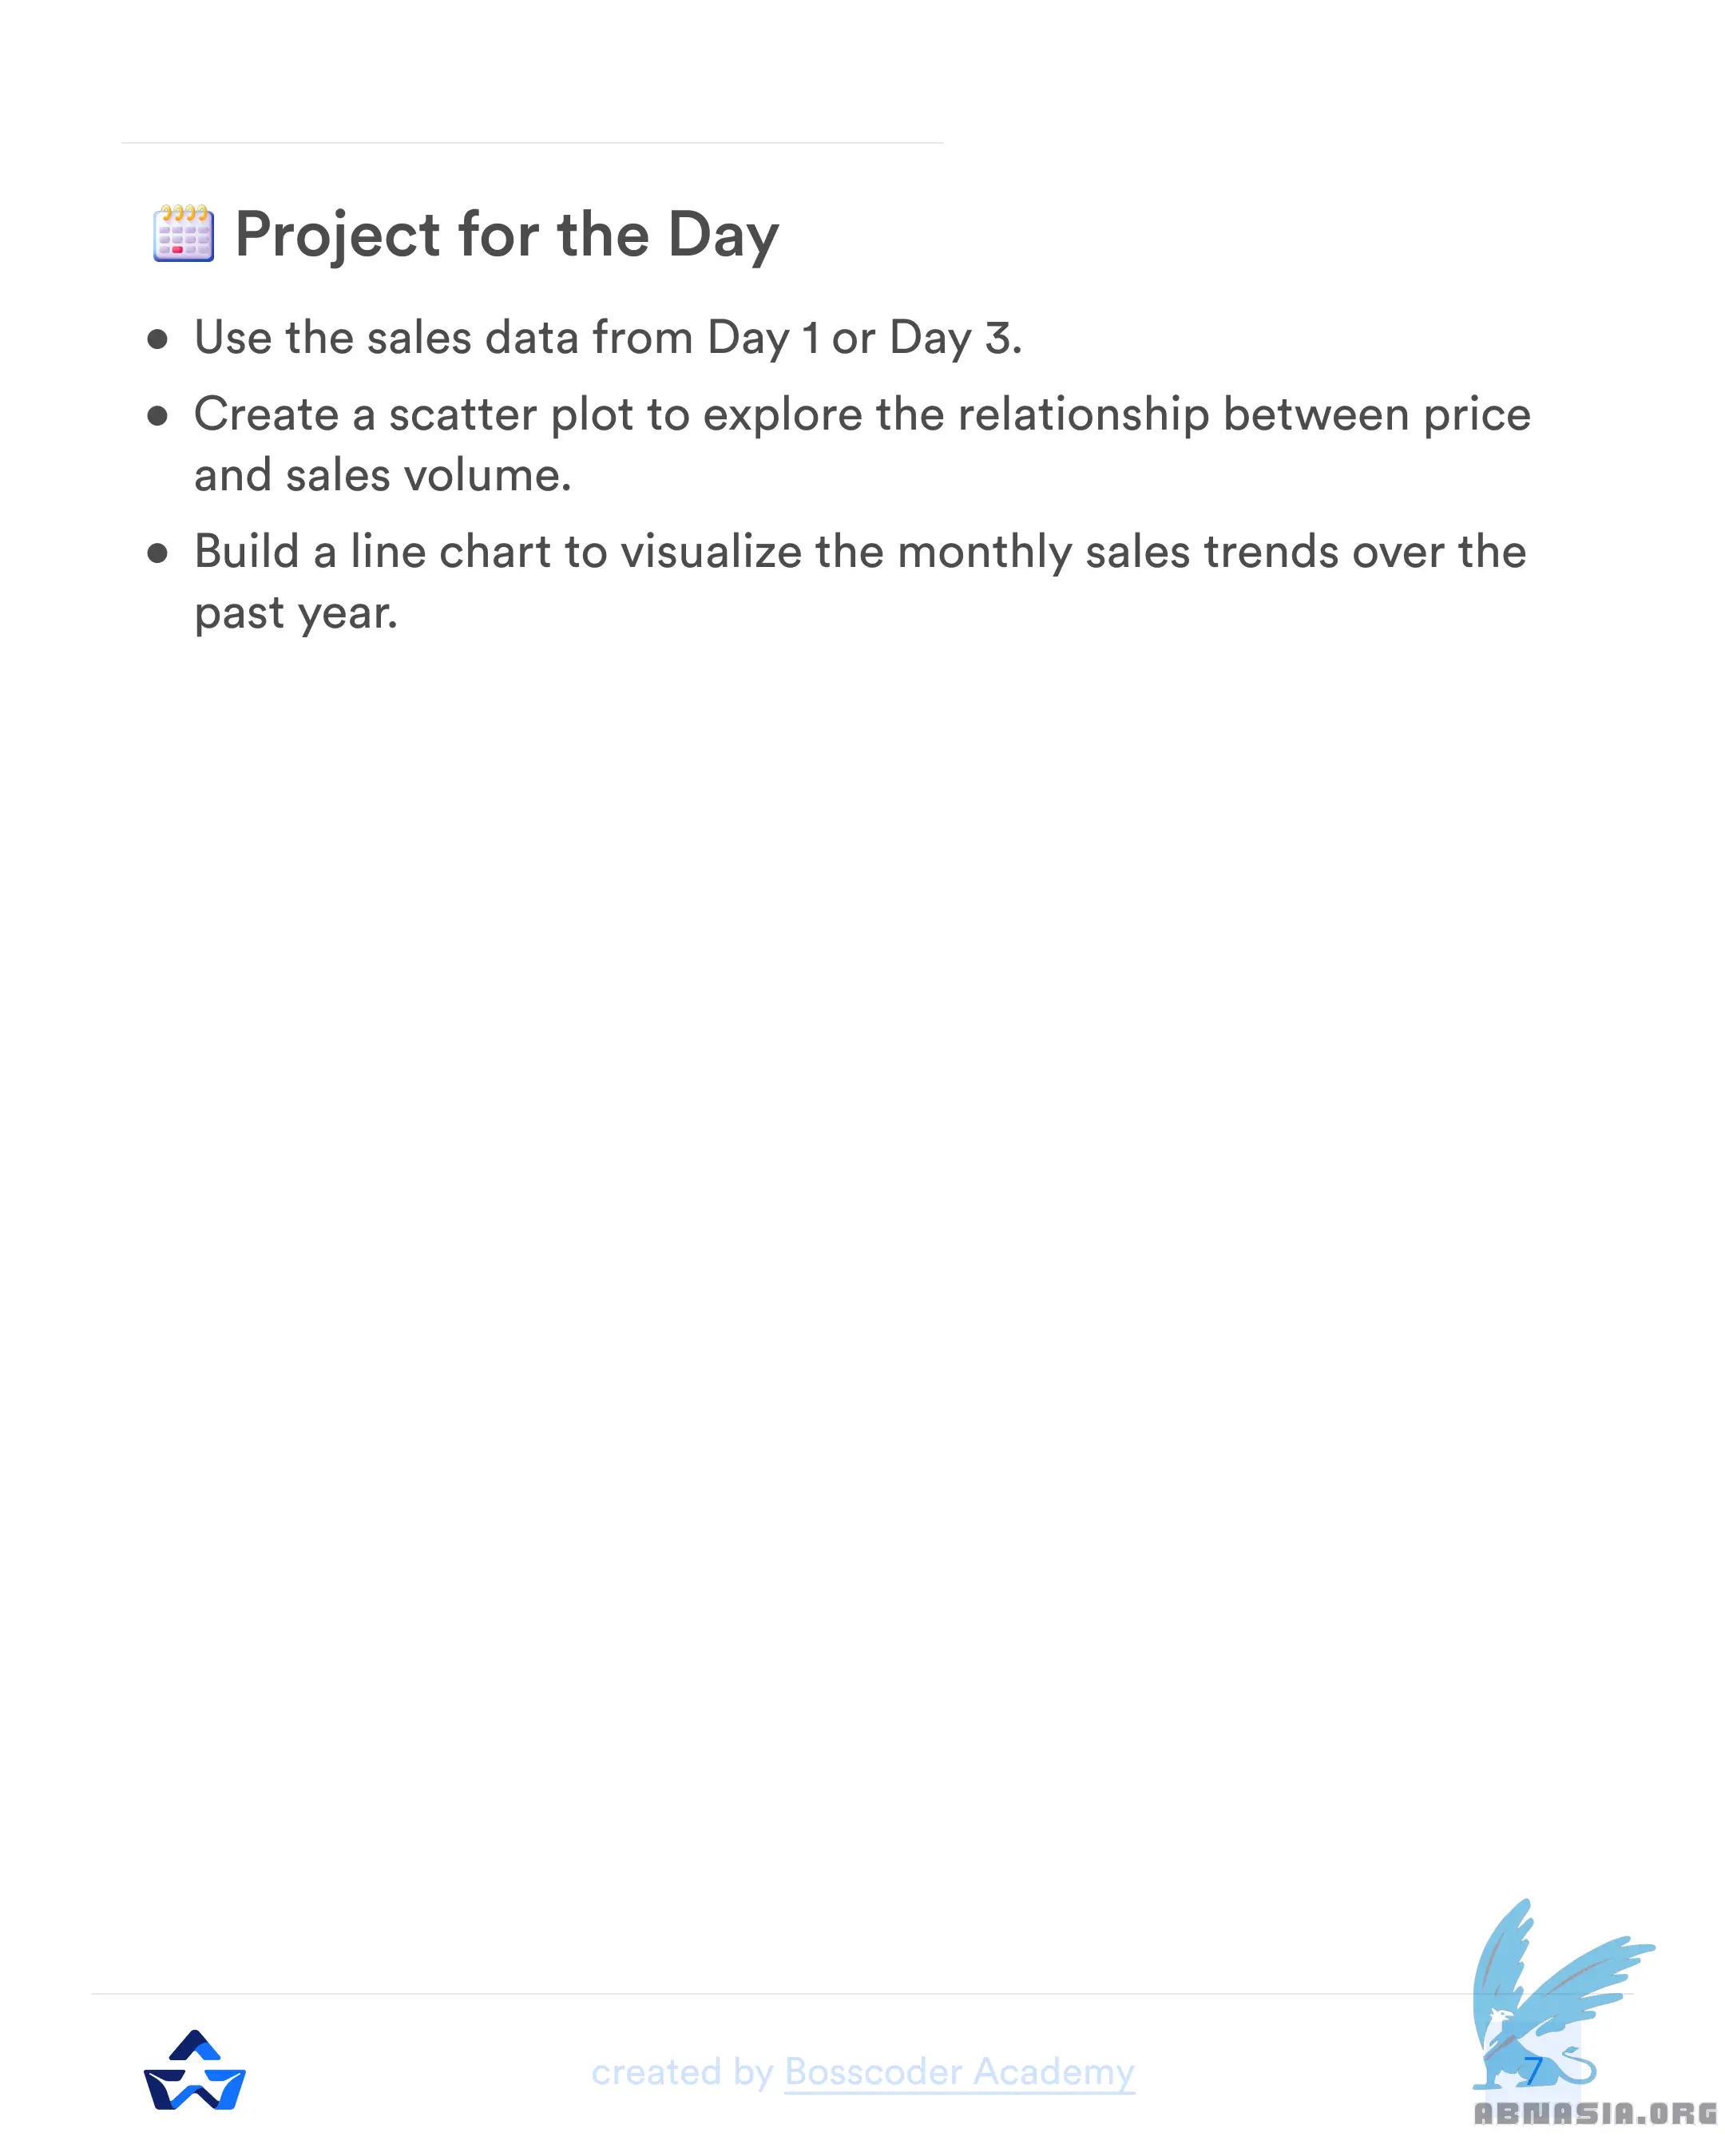 Project for the Day
● Use the sales data from Day 1 or Day 3.
● Create a scatter plot to explore the relationship between price
and sales volume.
● Build a line chart to visualize the monthly sales trends over the
past year.
created by Bosscoder Academy
7
ABNASIA.ORG